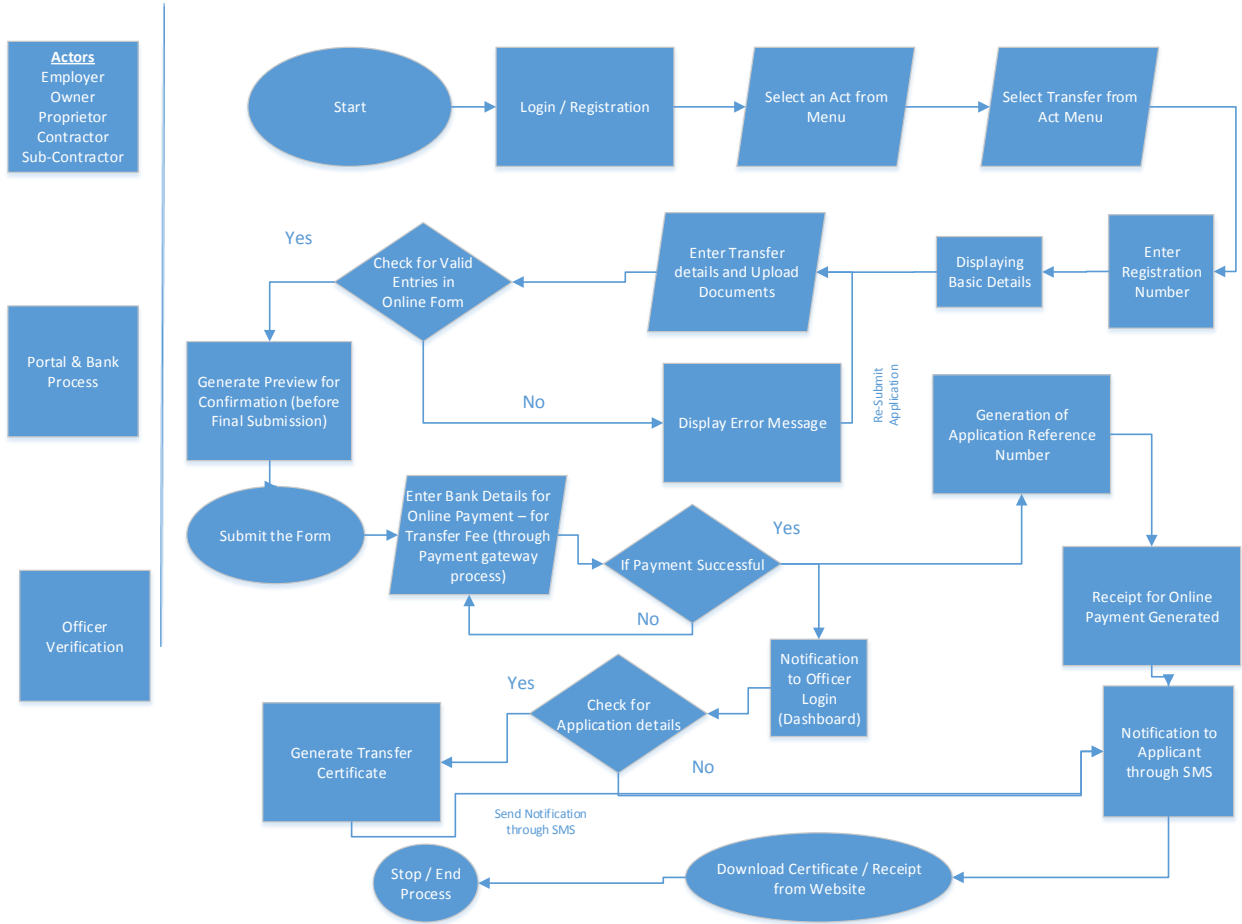 Actors
Employer
Owner
Proprietor
Contractor
Sub-Contractor
Portal & Bank
Process
Officer
Verification
Start
Login / Registration
Select an Act from
Menu
Select Transfer from
Act Menu
Enter
Registration
Number
Displaying
Basic Details
Enter Transfer
details and Upload
Documents
Check for Valid
Entries in
Online Form
Yes
No
Generate Preview for
Confirmation (before
Final Submission)
Display Error Message
Re-Submit
Application
Submit the Form
Enter Bank Details for
Online Payment – for
Transfer Fee (through
Payment gateway
process)
If Payment Successful
Yes
No
Generation of
Application Reference
Number
Receipt for Online
Payment Generated
Notification
to Officer
Login
(Dashboard)
Check for
Application details
Yes
No
Generate Transfer
Certificate
Send Notification
through SMS
Notification to
Applicant
through SMS
Download Certificate / Receipt
from Website
Stop / End
Process